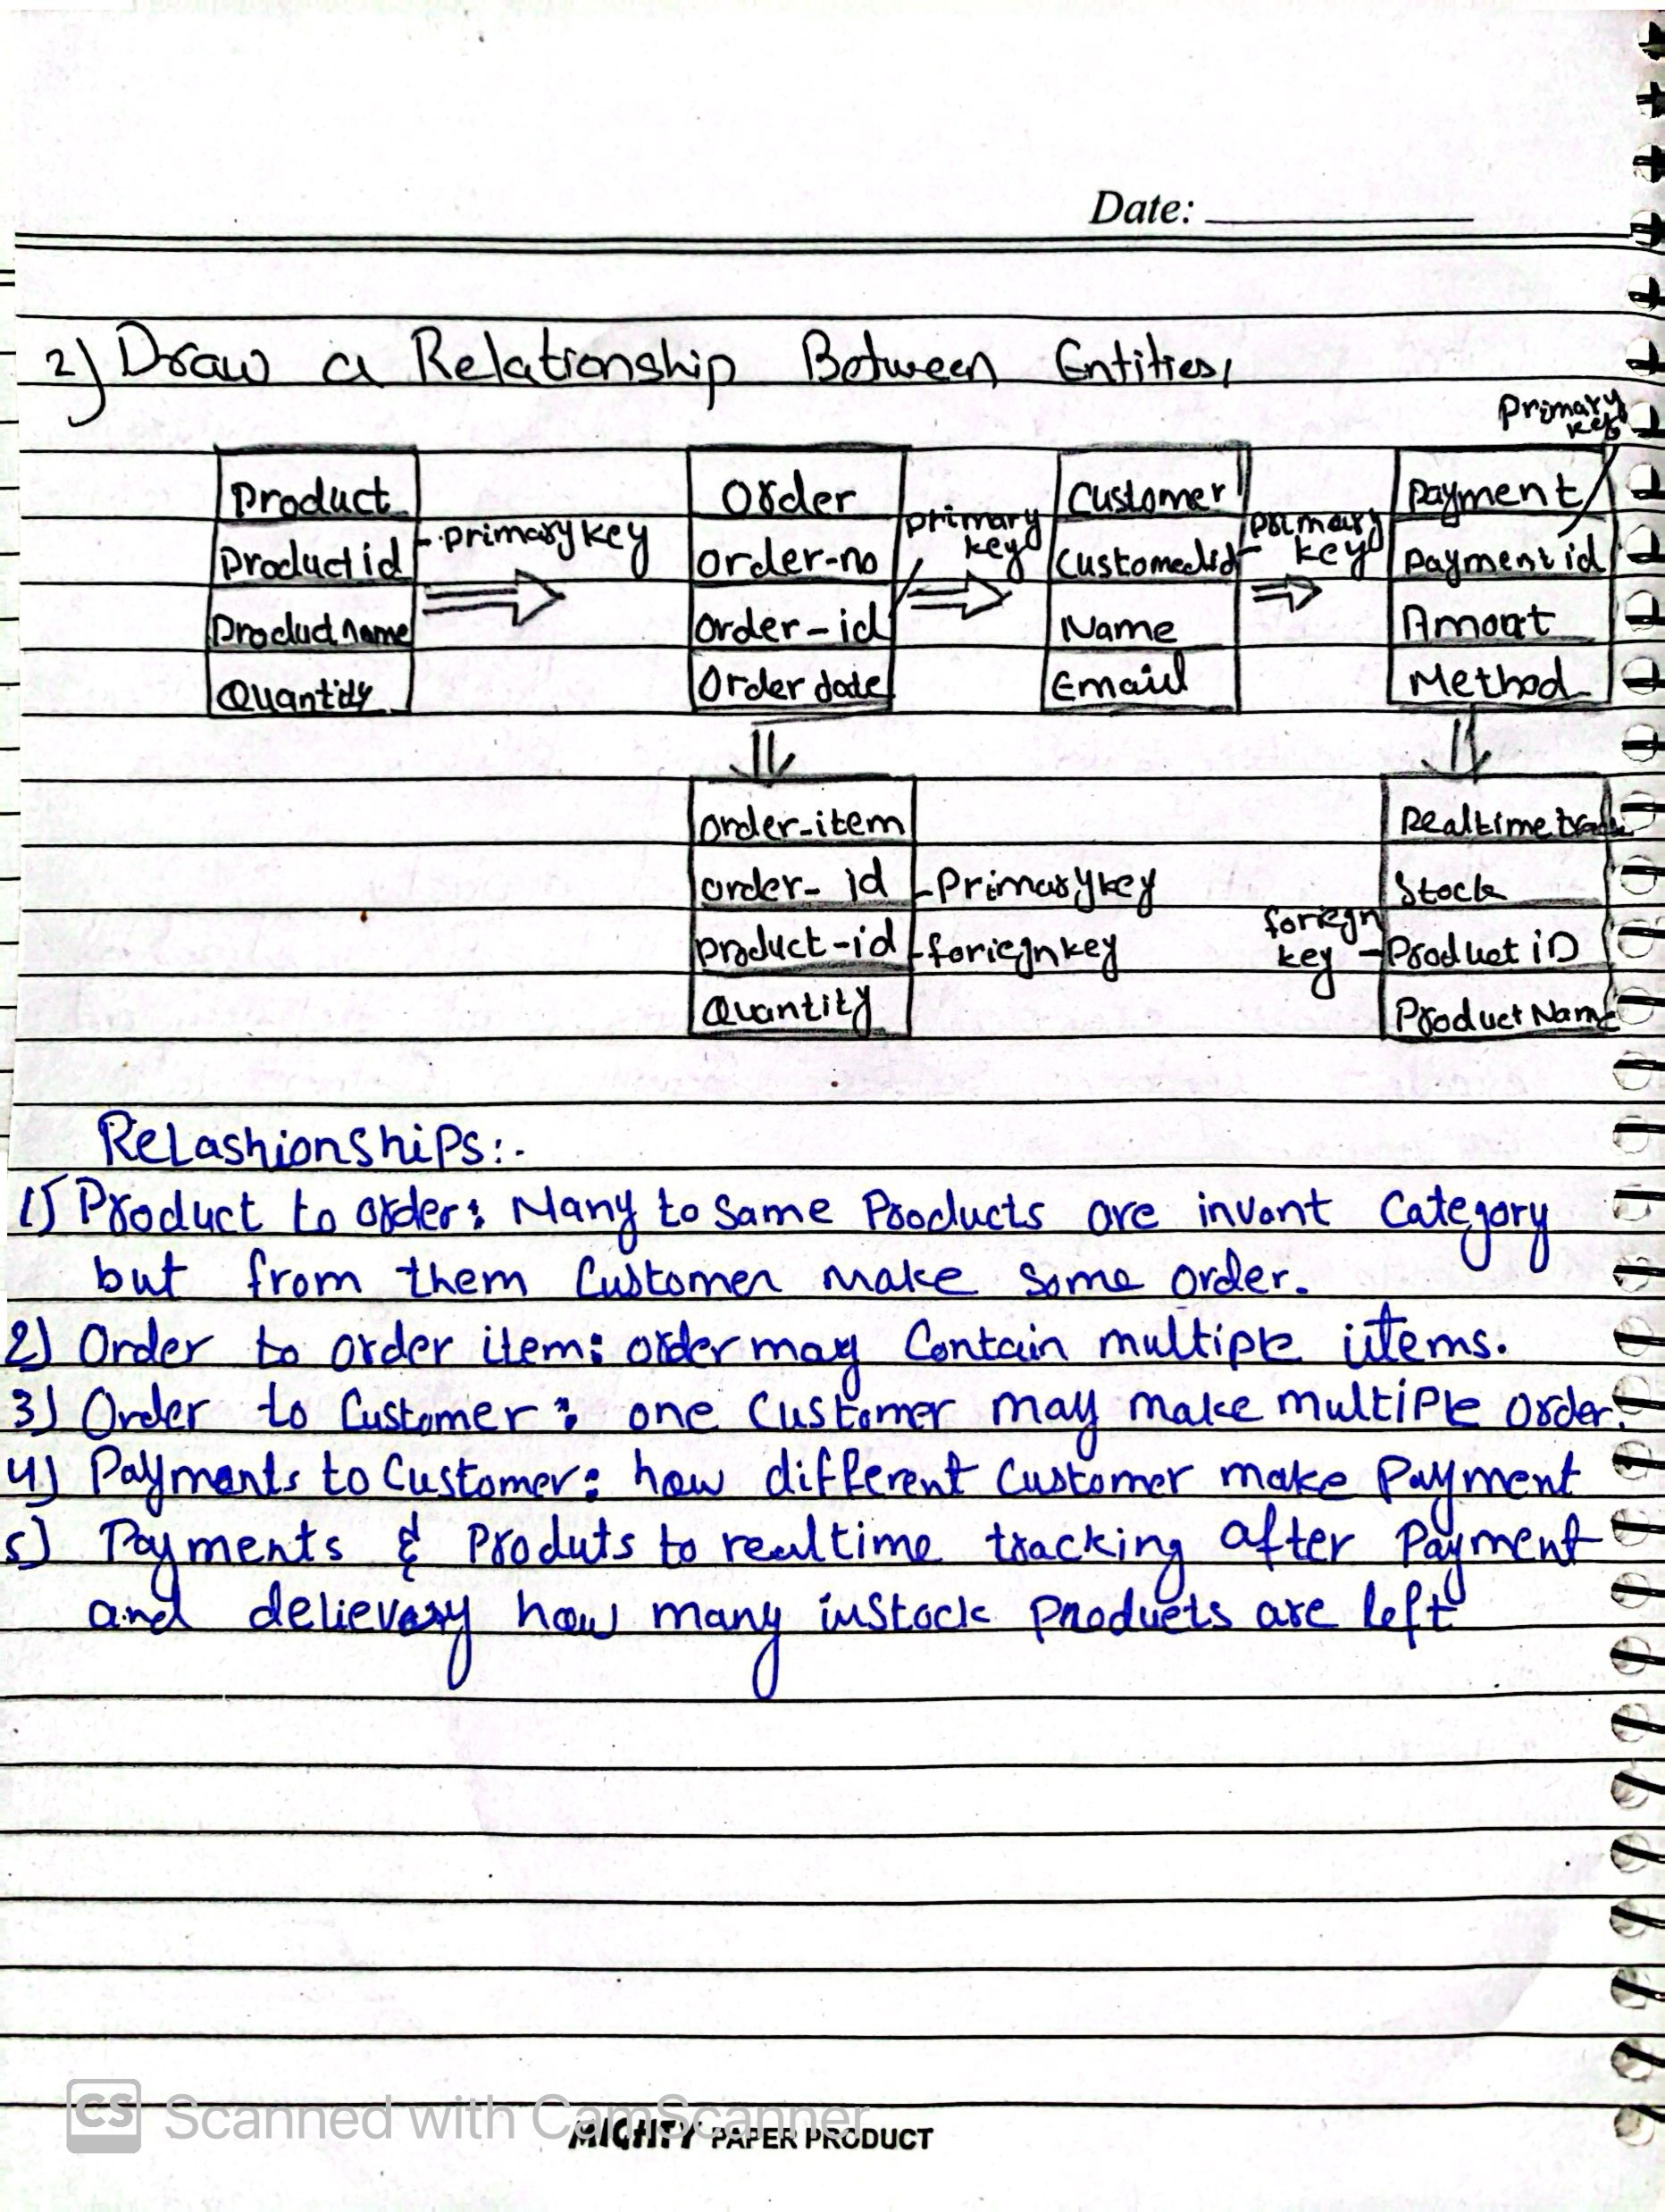 Date:
2) Draw a Relationship Between Entities,
Primary key
Product
Product id
Product name
Quantity
-primary key
Order
order-no
order-id
Order date
primary key
Customer
Name
Email
primary key
Payment
Payment id
Method
order-item
order- id
product-id
Quantity
-Primary key
-foriegn key
Realtime
Stock
Product iD
Product Name
foriegn key
Relashionships:-
1) Product to order: Many to Same Products are invant Category
but from them Customer make some order.
2) Order to order item: order may Contain multiple items.
3) Order to Customer: one Customer may make multiple order.
4) Payments to Customer: how different Customer make Payment
5) Payments & Produts to realtime tracking after Payment
and delievery how many instock products are left
CS Scanned with CamScanner
MIGHTY PAPER PRODUCT